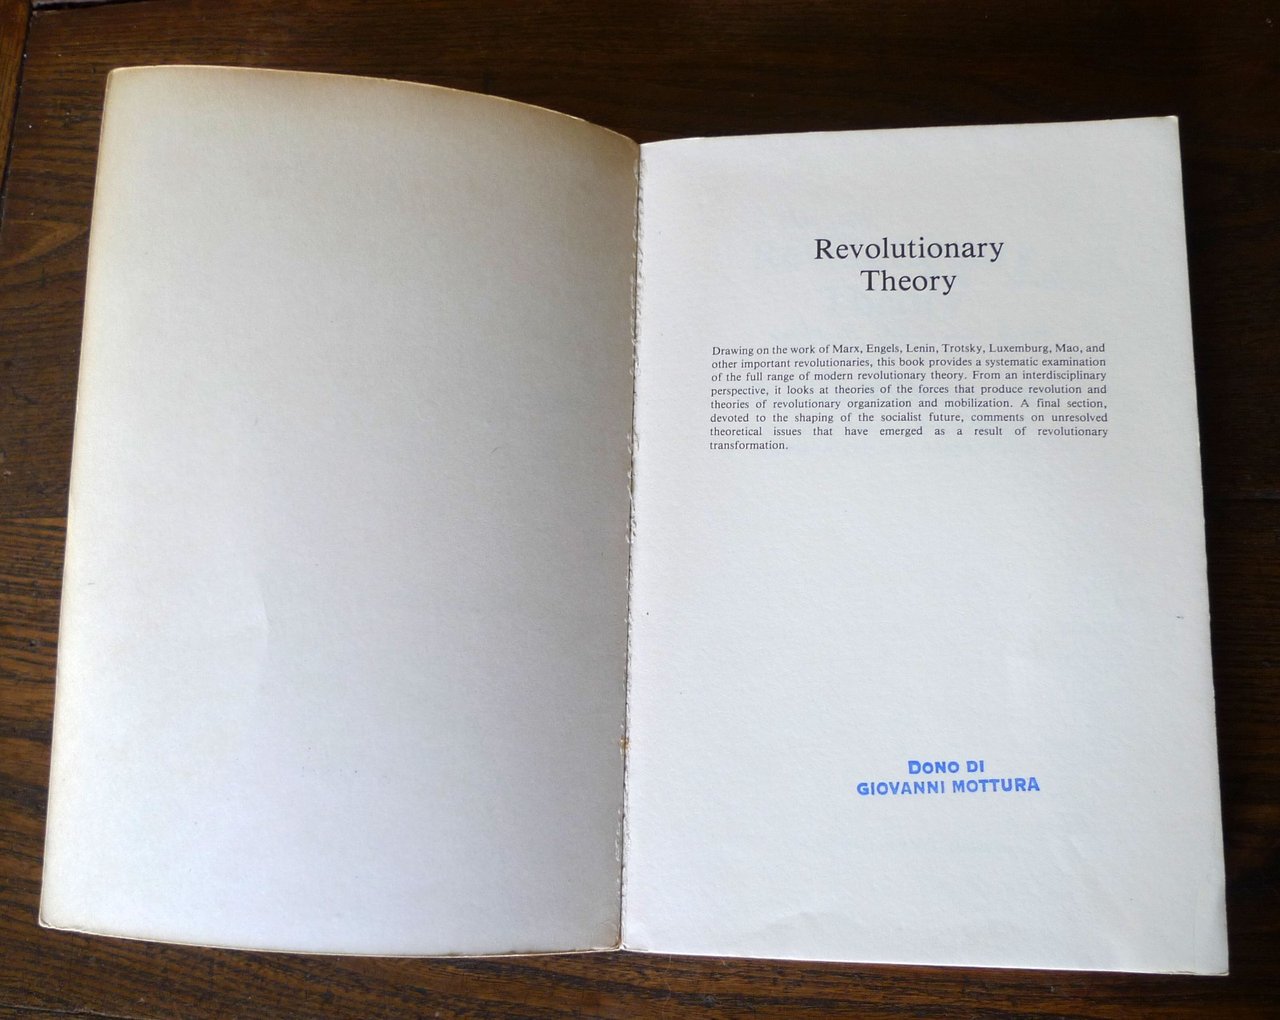 Revolutionary
Theory
Drawing on the work of Marx, Engels, Lenin, Trotsky, Luxemburg, Mao, and
other important revolutionaries, this book provides a systematic examination
of the full range of modern revolutionary theory. From an interdisciplinary
perspective, it looks at theories of the forces that produce revolution and
theories of revolutionary organization and mobilization. A final section,
devoted to the shaping of the socialist future, comments on unresolved
theoretical issues that have emerged as a result of revolutionary
transformation.
DONO DI
GIOVANNI MOTTURA